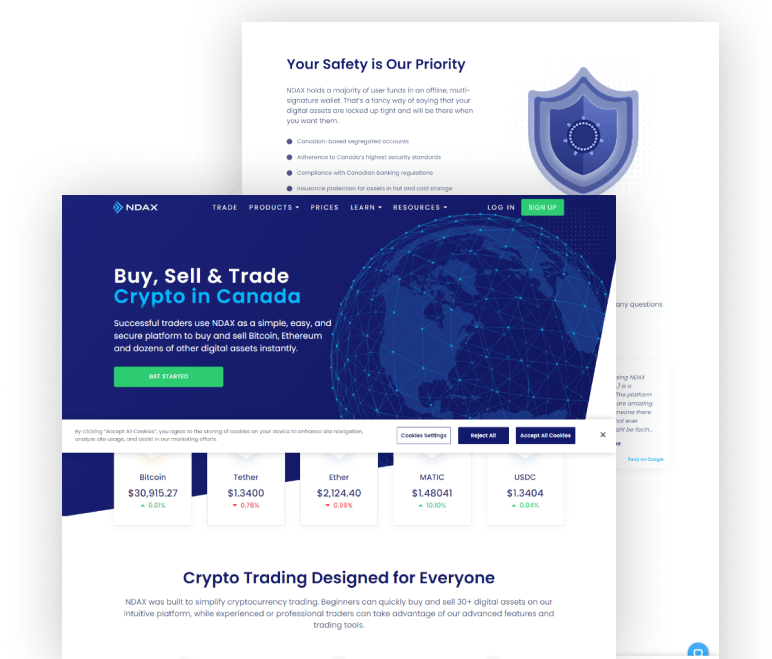 Your Safety is Our Priority
NDAX holds a majority of user funds in an offline, multi-
signature wallet. That's a fancy way of saying that your
digital assets are locked up tight and will be there when
you want them.
Canadian-based segregated accounts
Adherence to Canada's highest security standards
Compliance with Canadian banking regulations
Insurance protection for assets in hot and cold storage
NDAX TRADE PRODUCTS PRICES LEARN RESOURCES LOG IN SIGN UP
Buy, Sell & Trade
Crypto in Canada
Successful traders use NDAX as a simple, easy, and
secure platform to buy and sell Bitcoin, Ethereum
and dozens of other digital assets instantly.
GET STARTED
any questions
NDAX
is a
The platform
are amazing.
there
ever
be facin...
Read on Google
By clicking "Accept All Cookies", you agree to the storing of cookies on your device to enhance site navigation,
analyze site usage, and assist in our marketing efforts.
Cookies Settings Reject All Accept All Cookies
Bitcoin Tether Ether MATIC USDC
$30,915.27 $1.3400 $2,124.40 $1.48041 $1.3404
0.01% 0.76% 0.99% 10.10% 0.04%
Crypto Trading Designed for Everyone
NDAX was built to simplify cryptocurrency trading. Beginners can quickly buy and sell 30+ digital assets on our
intuitive platform, while experienced or professional traders can take advantage of our advanced features and
trading tools.